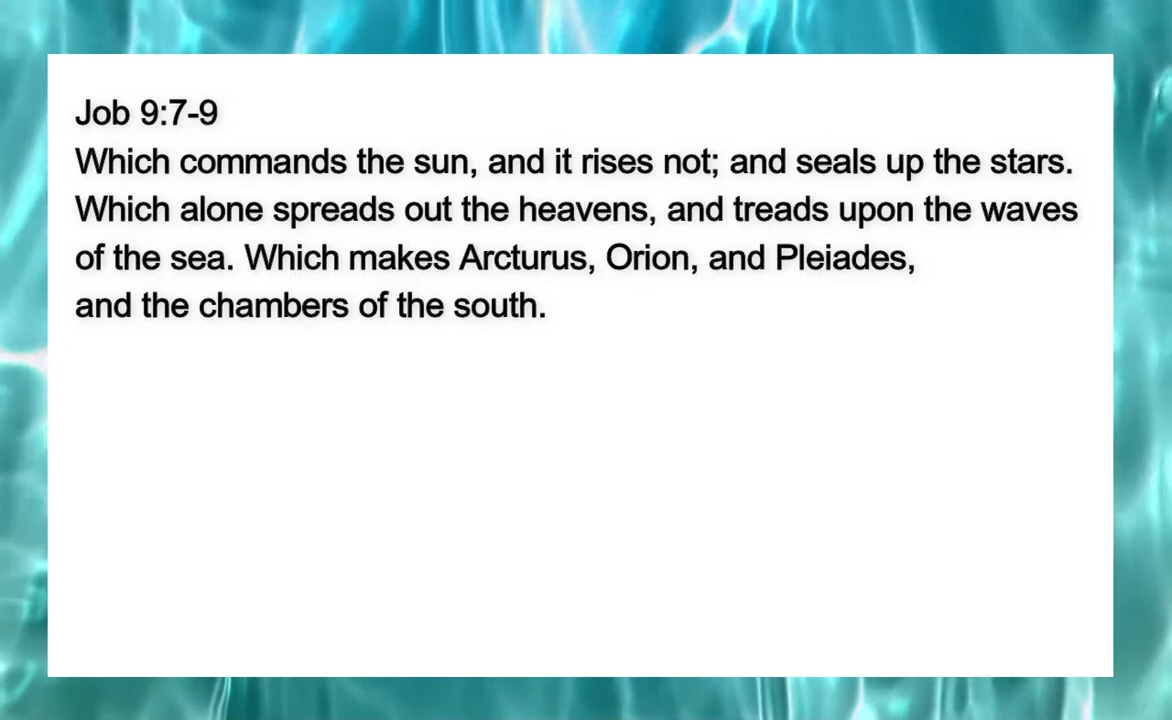 Job 9:7-9
Which commands the sun, and it rises not; and seals up the stars.
Which alone spreads out the heavens, and treads upon the waves
of the sea. Which makes Arcturus, Orion, and Pleiades,
and the chambers of the south.